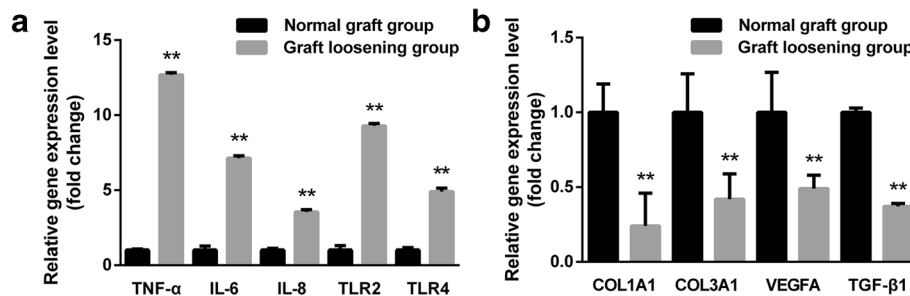 a
Normal graft group
Graft loosening group
Relative gene expression level
(fold change)
15
10
5
0
**
**
**
**
**
TNF-α IL-6 IL-8 TLR2 TLR4
b
Normal graft group
Graft loosening group
Relative gene expression level
(fold change)
1.5
1.0
0.5
0.0
**
**
**
**
COL1A1 COL3A1 VEGFA TGF-β1